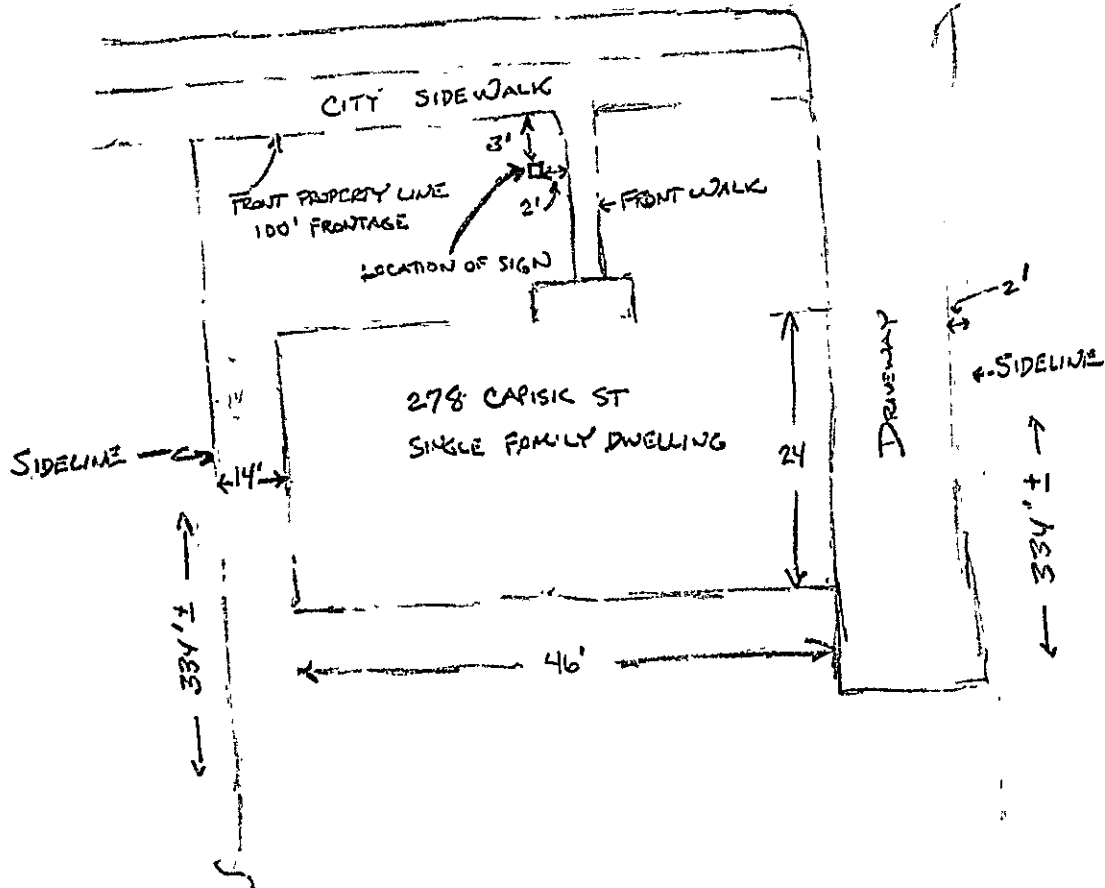 CITY SIDEWALK
3'
FRONT PROPERTY LINE
100' FRONTAGE
2'
FRONT WALK
LOCATION OF SIGN
2'
SIDELINE
DRIVEWAY
278 CAPISIC ST
SINGLE FAMILY DWELLING
24
SIDELINE
14'
14'
334' ±
334' ±
46'